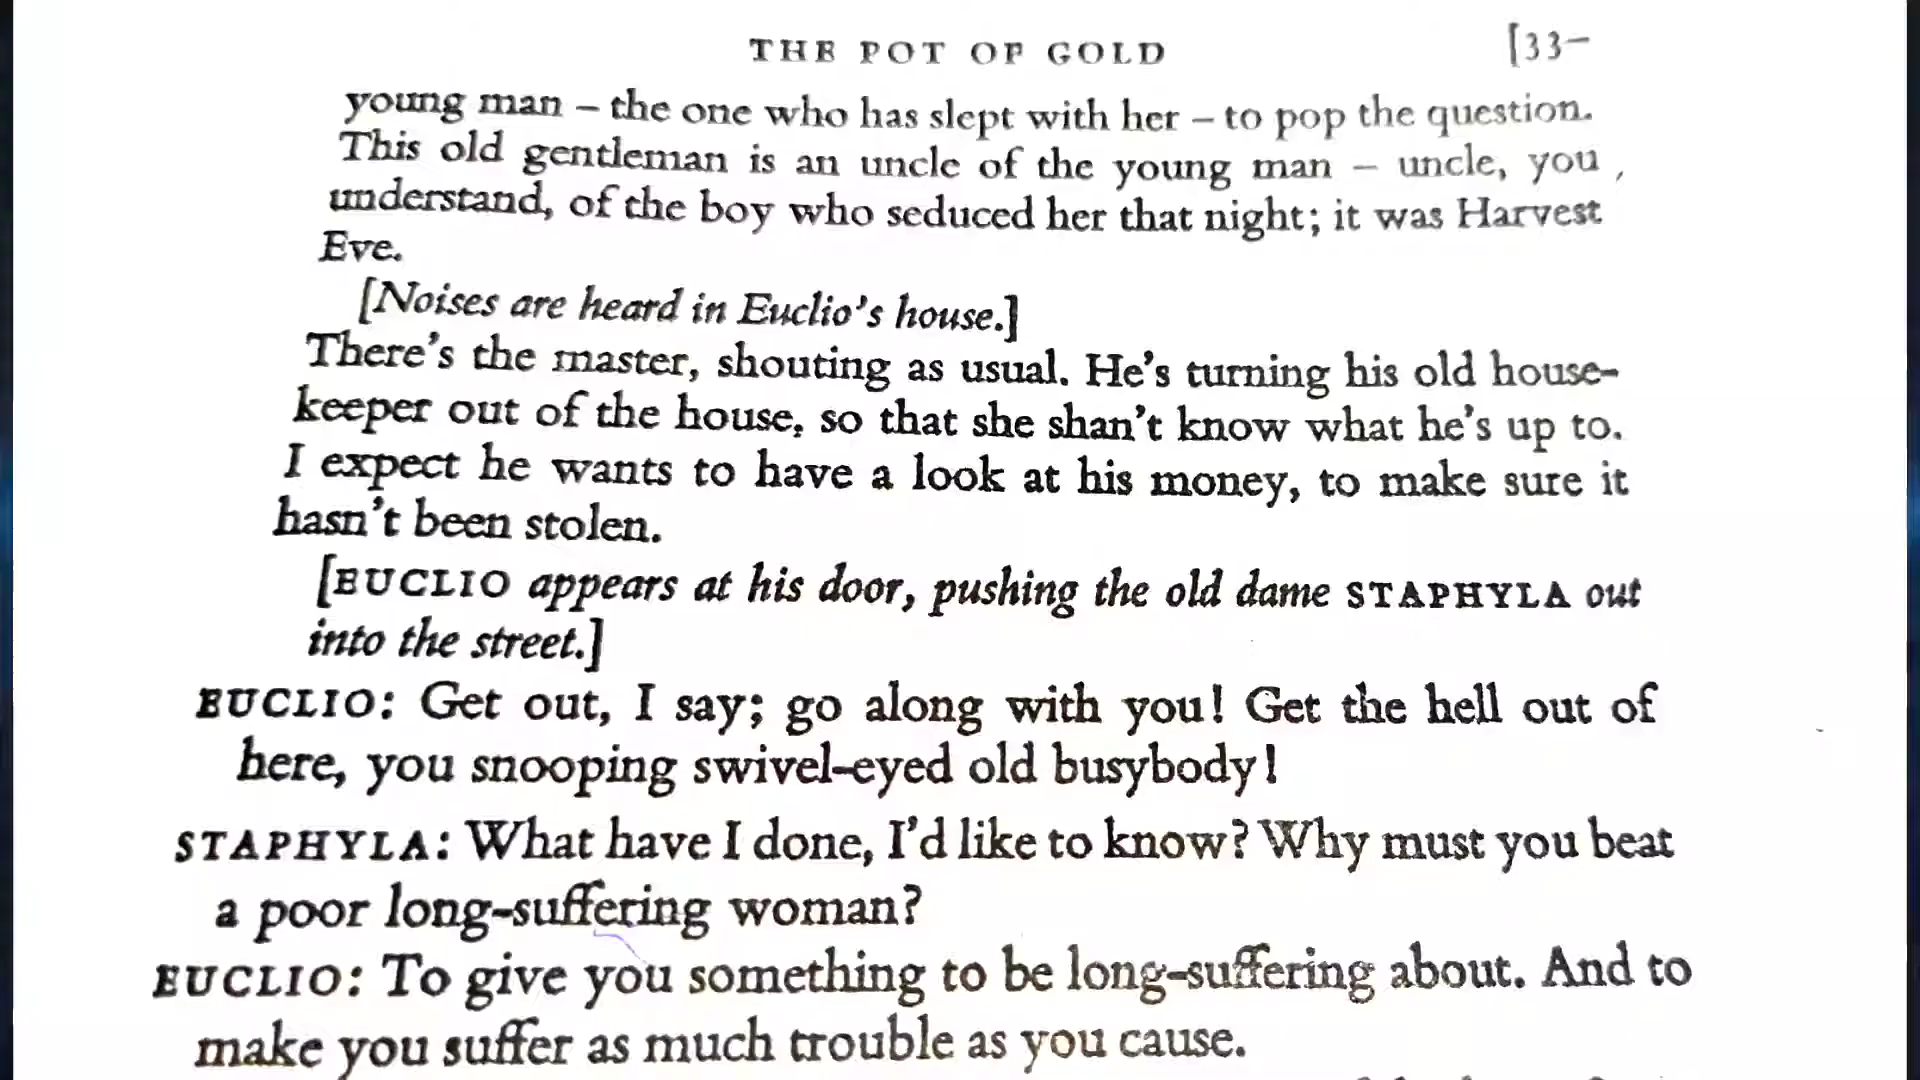 THE POT OF GOLD [33–
young man – the one who has slept with her – to pop the question.
This old gentleman is an uncle of the young man – uncle, you
understand, of the boy who seduced her that night; it was Harvest
Eve.
[Noises are heard in Euclio's house.]
There's the master, shouting as usual. He's turning his old house-
keeper out of the house, so that she shan't know what he's up to.
I expect he wants to have a look at his money, to make sure it
hasn't been stolen.
[EUCLIO appears at his door, pushing the old dame STAPHYLA out
into the street.]
EUCLIO: Get out, I say; go along with you! Get the hell out of
here, you snooping swivel-eyed old busybody!
STAPHYLA: What have I done, I'd like to know? Why must you beat
a poor long-suffering woman?
EUCLIO: To give you something to be long-suffering about. And to
make you suffer as much trouble as you cause.